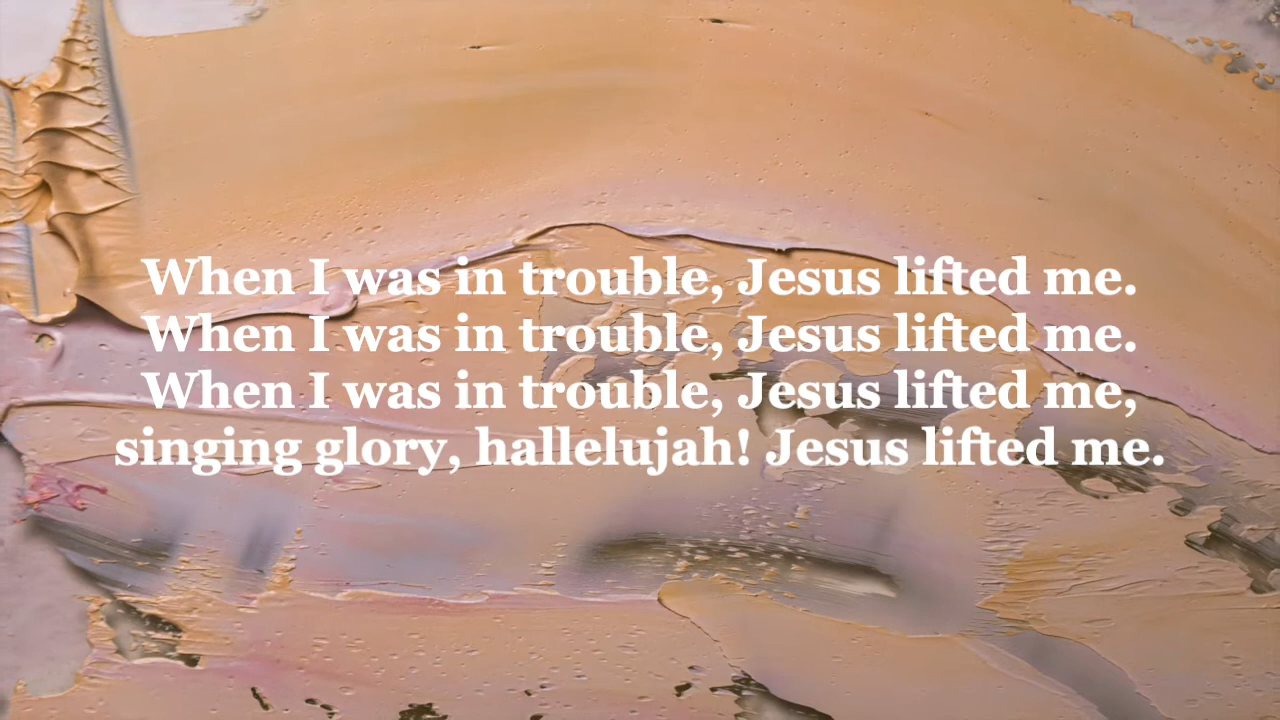 When I was in trouble, Jesus lifted me.
When I was in trouble, Jesus lifted me.
When I was in trouble, Jesus lifted me,
singing glory, hallelujah! Jesus lifted me.